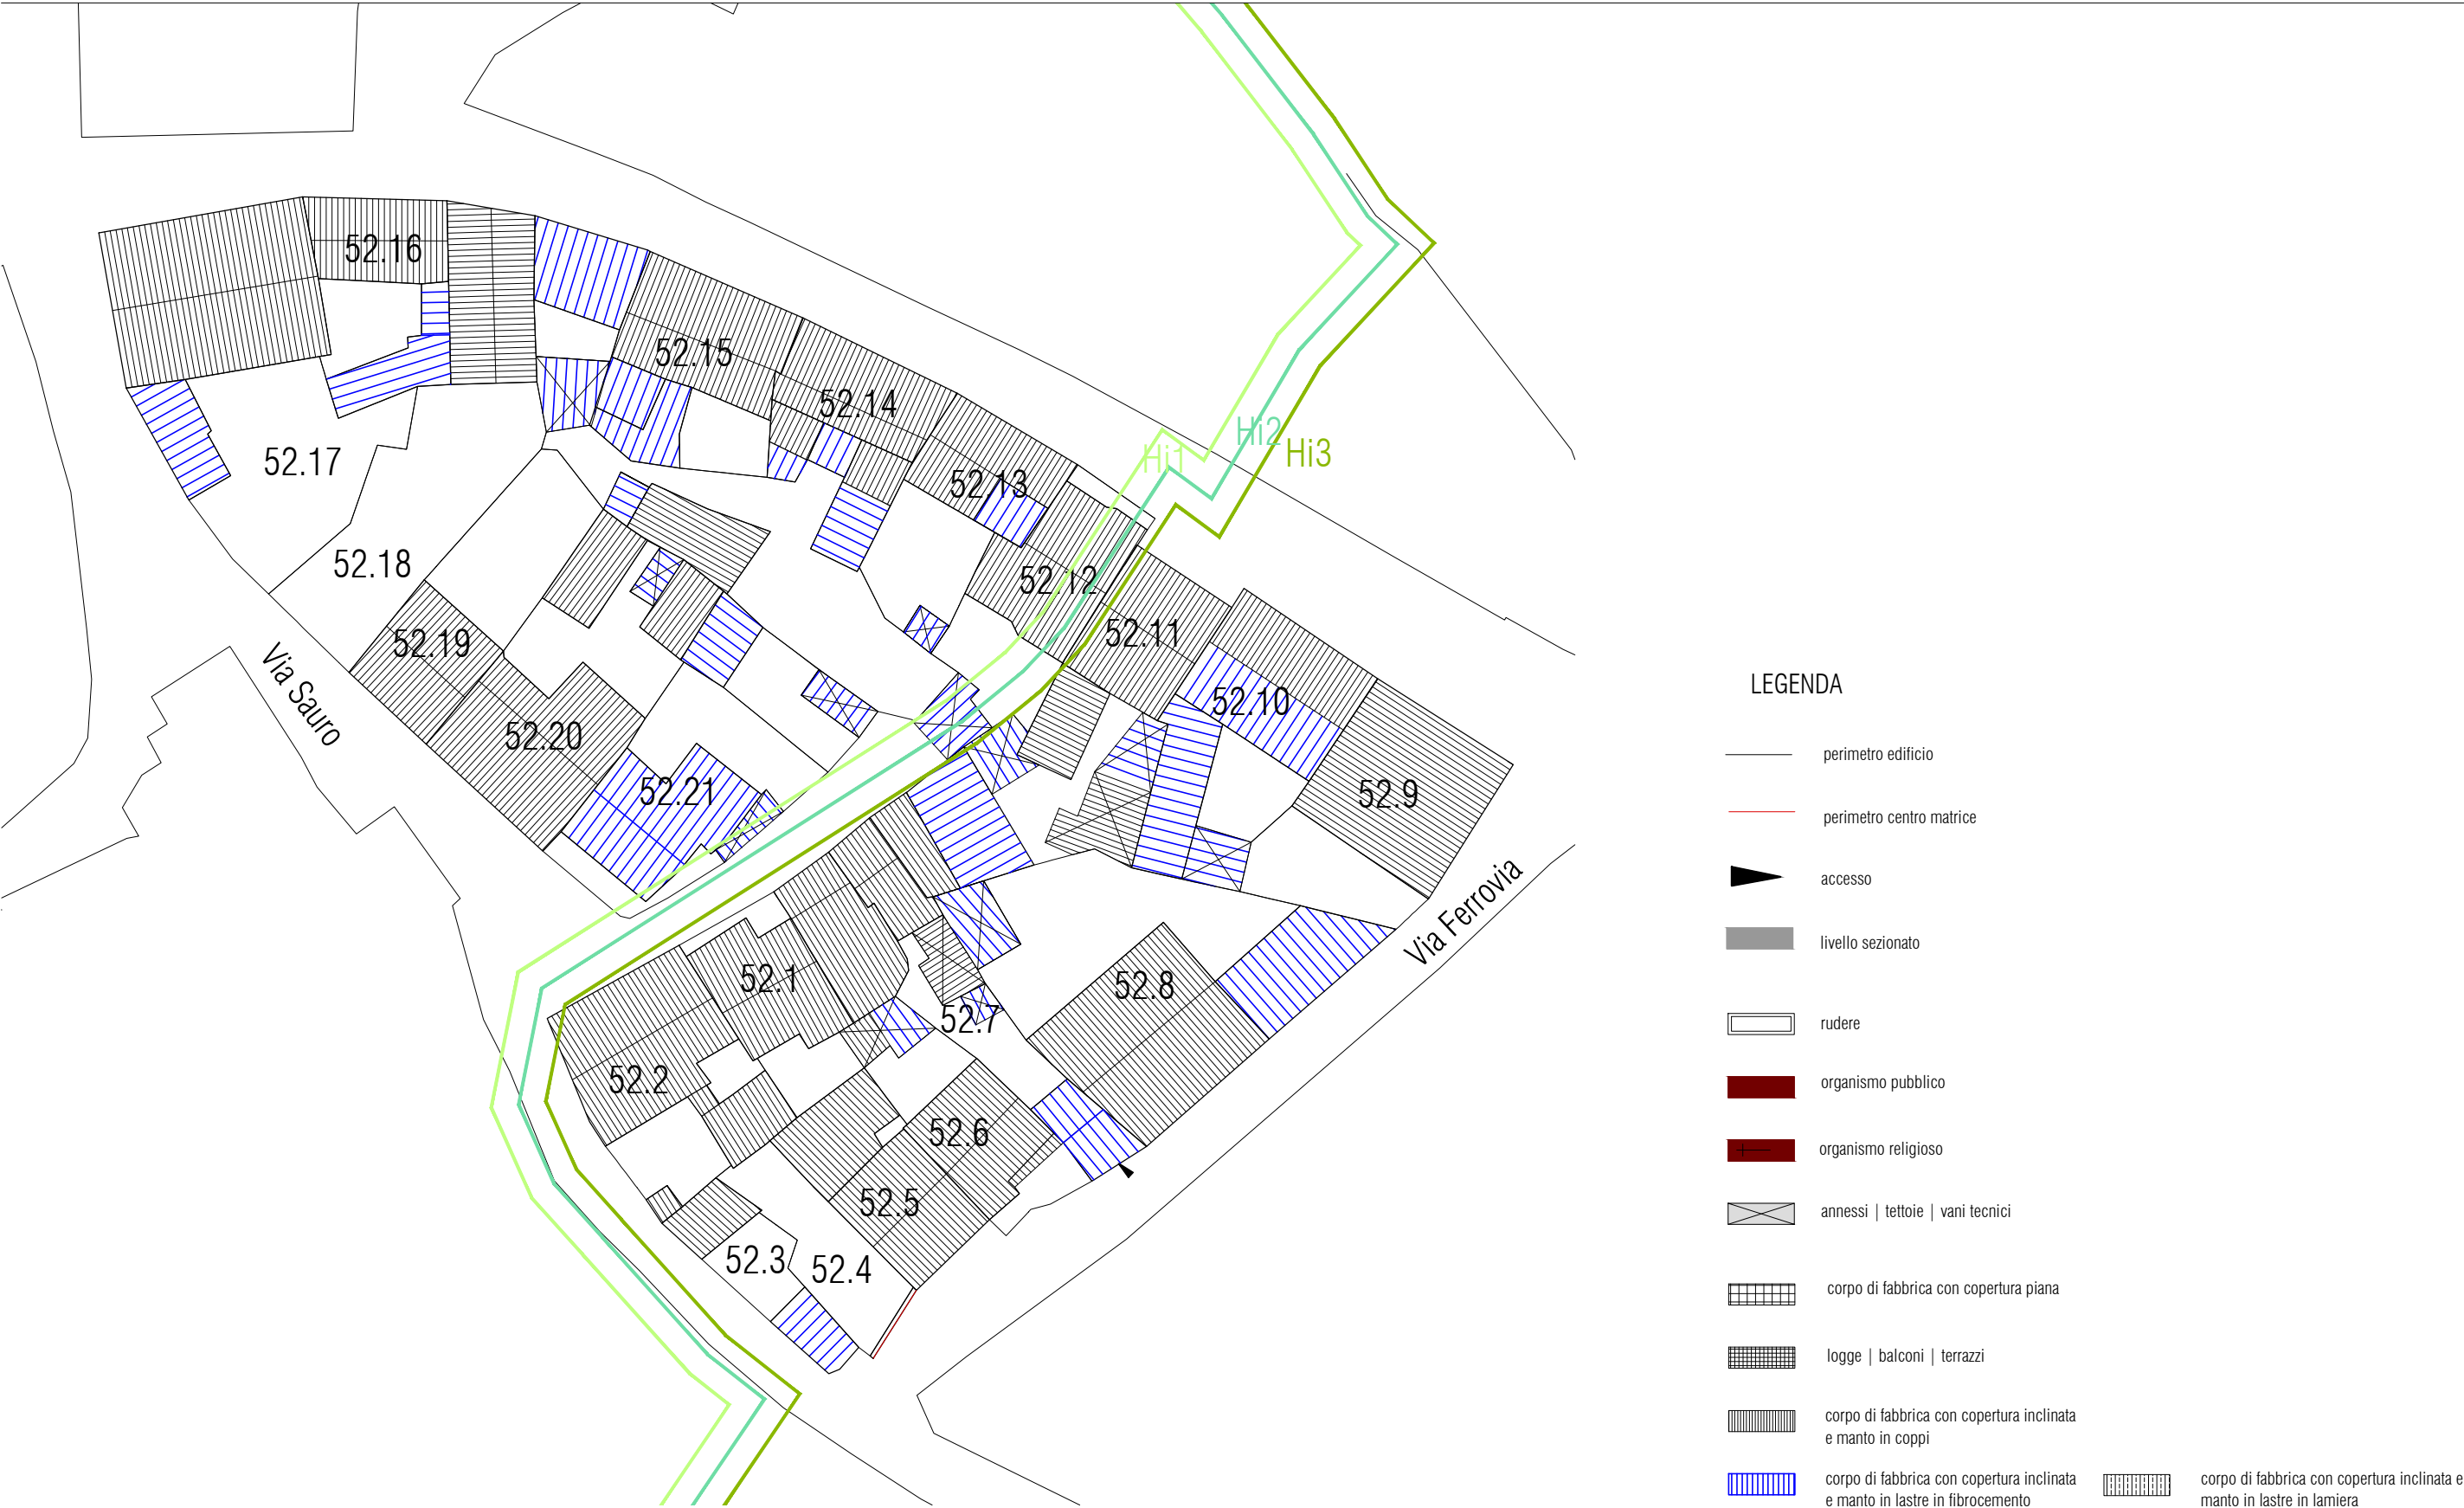 52.16
52.15
52.14
Hi1
Hi2
Hi3
52.17
52.13
52.18
52.12
52.19
52.11
Via Sauro
52.10
52.20
52.21
52.9
Via Ferrovia
52.1
52.8
52.7
52.2
52.6
52.5
52.3
52.4
LEGENDA
perimetro edificio
perimetro centro matrice
accesso
livello sezionato
rudere
organismo pubblico
organismo religioso
annessi | tettoie | vani tecnici
corpo di fabbrica con copertura piana
logge | balconi | terrazzi
corpo di fabbrica con copertura inclinata
e manto in coppi
corpo di fabbrica con copertura inclinata
e manto in lastre in fibrocemento
corpo di fabbrica con copertura inclinata e
manto in lastre in lamiera